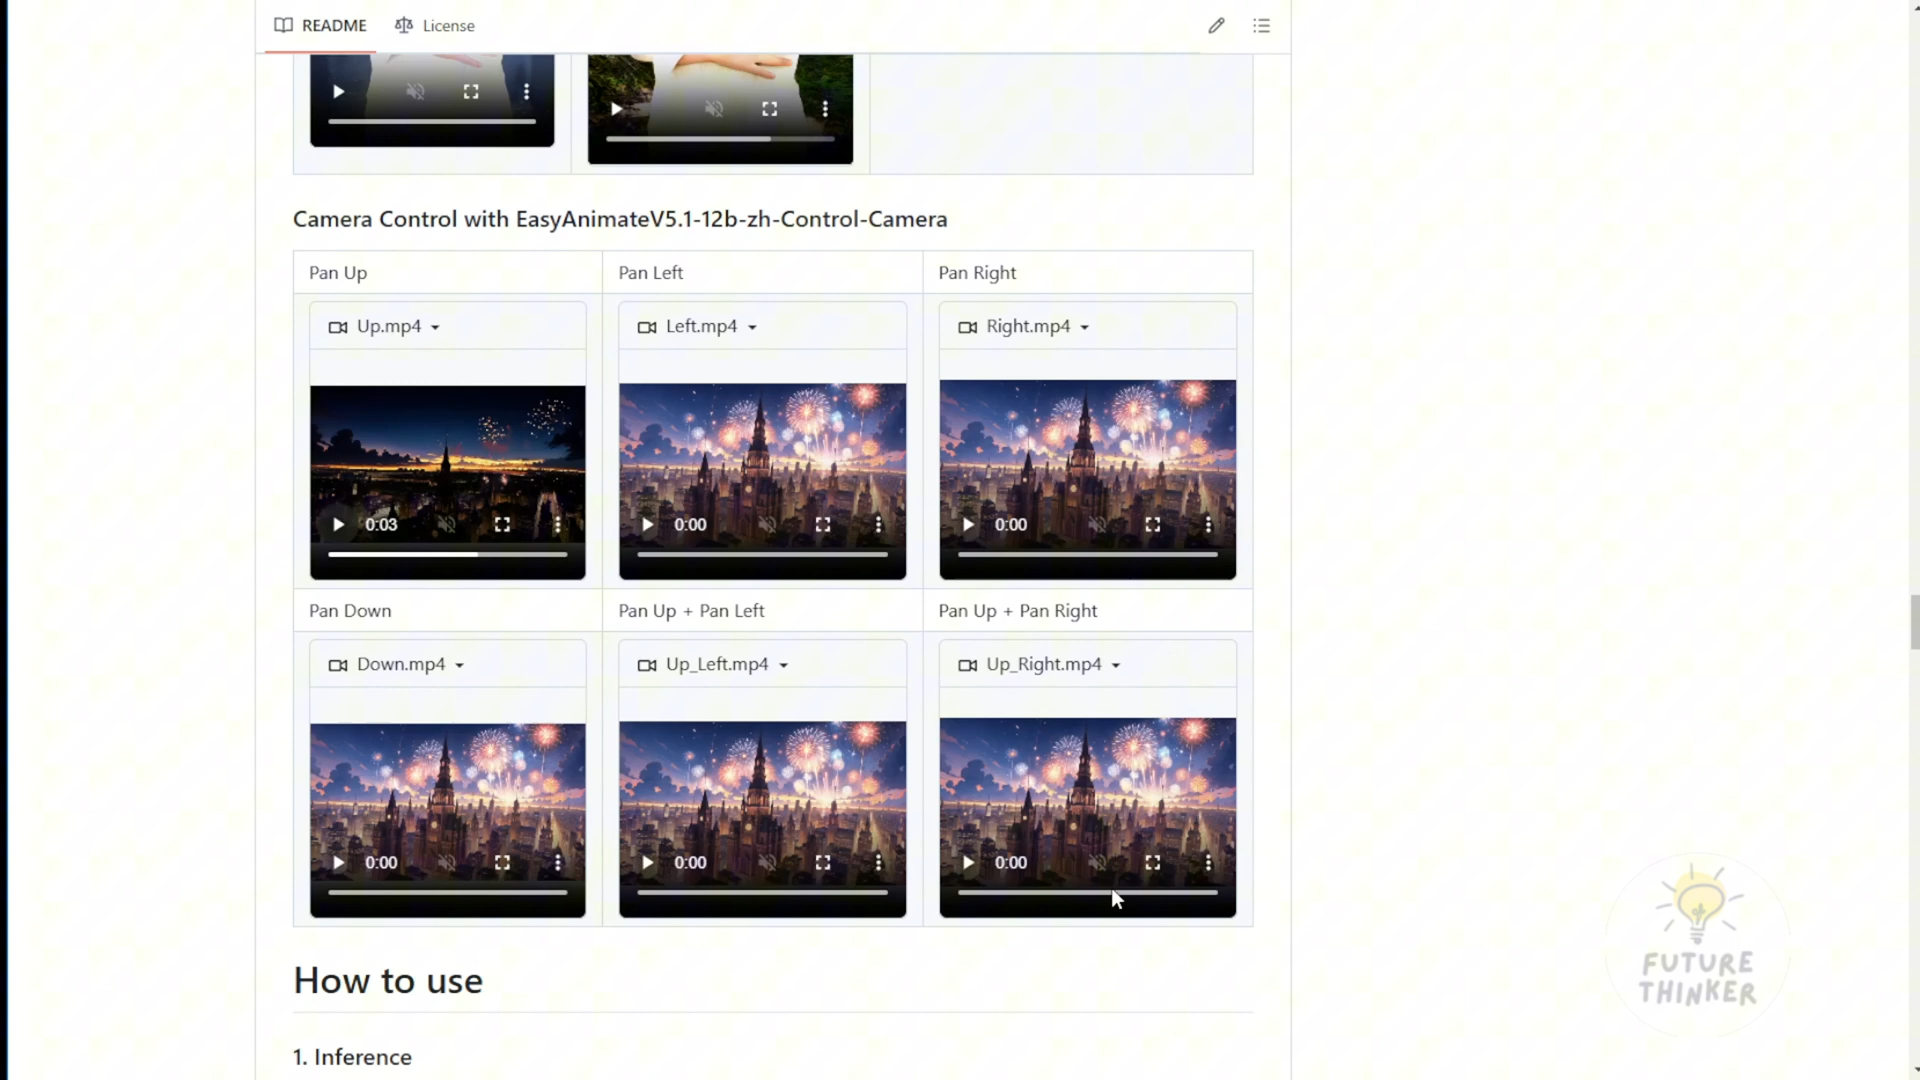 README
License
Camera Control with EasyAnimateV5.1-12b-zh-Control-Camera
Pan Up
Pan Left
Pan Right
Up.mp4
Left.mp4
Right.mp4
0:03
0:00
0:00
Pan Down
Pan Up + Pan Left
Pan Up + Pan Right
Down.mp4
Up_Left.mp4
Up_Right.mp4
0:00
0:00
0:00
How to use
1. Inference
FUTURE
THINKER